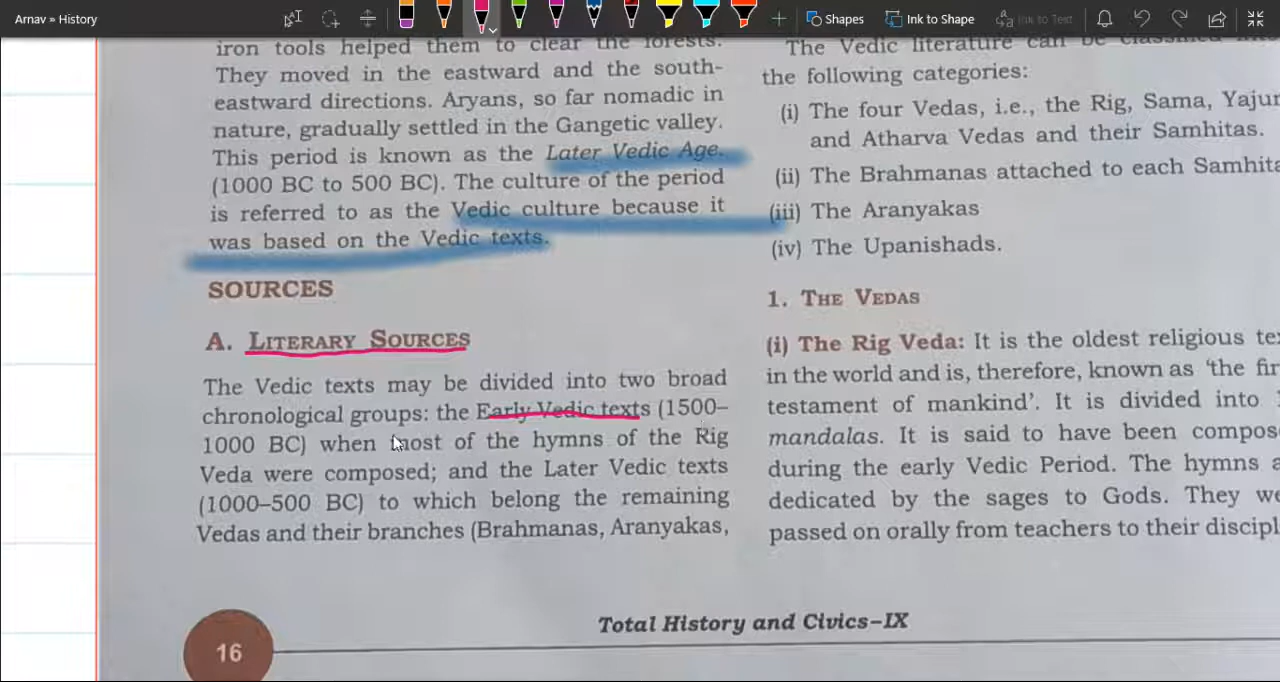 Arnav » History
Shapes
Ink to Shape
Ink to Text
iron tools helped them to clear the forests.
They moved in the eastward and the south-
eastward directions. Aryans, so far nomadic in
nature, gradually settled in the Gangetic valley.
This period is known as the Later Vedic Age.
(1000 BC to 500 BC). The culture of the period
is referred to as the Vedic culture because it
was based on the Vedic texts.
SOURCES
A. LITERARY SOURCES
The Vedic texts may be divided into two broad
chronological groups: the Early Vedic texts (1500–
1000 BC) when most of the hymns of the Rig
Veda were composed; and the Later Vedic texts
(1000–500 BC) to which belong the remaining
Vedas and their branches (Brahmanas, Aranyakas,
The Vedic literature can be classified into
the following categories:
(i) The four Vedas, i.e., the Rig, Sama, Yajur
and Atharva Vedas and their Samhitas.
(ii) The Brahmanas attached to each Samhita
(iii) The Aranyakas
(iv) The Upanishads.
1. THE VEDAS
(i) The Rig Veda: It is the oldest religious te
in the world and is, therefore, known as 'the fir
testament of mankind'. It is divided into 1
mandalas. It is said to have been compos
during the early Vedic Period. The hymns a
dedicated by the sages to Gods. They we
passed on orally from teachers to their discipl
16
Total History and Civics–IX